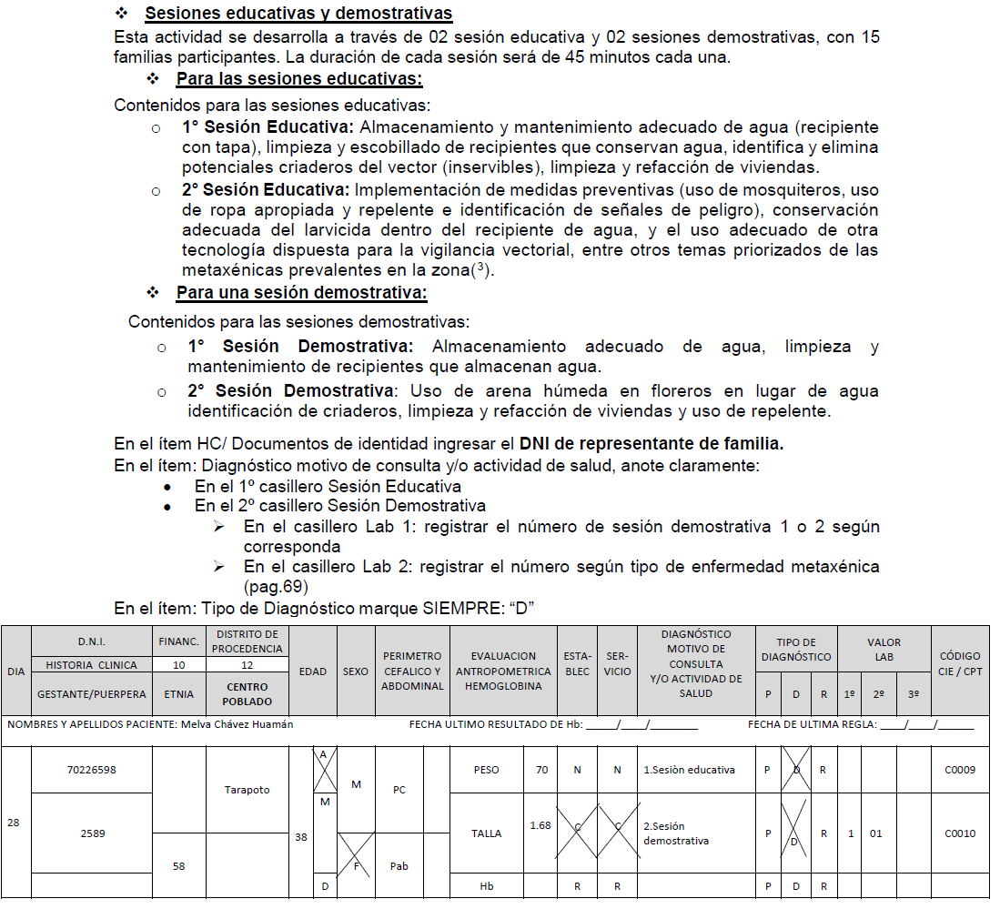 ❖ Sesiones educativas y demostrativas
Esta actividad se desarrolla a través de 02 sesión educativa y 02 sesiones demostrativas, con 15
familias participantes. La duración de cada sesión será de 45 minutos cada una.
❖ Para las sesiones educativas:
Contenidos para las sesiones educativas:
o 1° Sesión Educativa: Almacenamiento y mantenimiento adecuado de agua (recipiente
con tapa), limpieza y escobillado de recipientes que conservan agua, identifica y elimina
potenciales criaderos del vector (inservibles), limpieza y refacción de viviendas.
o 2° Sesión Educativa: Implementación de medidas preventivas (uso de mosquiteros, uso
de ropa apropiada y repelente e identificación de señales de peligro), conservación
adecuada del larvicida dentro del recipiente de agua, y el uso adecuado de otra
tecnología dispuesta para la vigilancia vectorial, entre otros temas priorizados de las
metaxénicas prevalentes en la zona(³).
❖ Para una sesión demostrativa:
Contenidos para las sesiones demostrativas:
o 1° Sesión Demostrativa: Almacenamiento adecuado de agua, limpieza y
mantenimiento de recipientes que almacenan agua.
o 2° Sesión Demostrativa: Uso de arena húmeda en floreros en lugar de agua
identificación de criaderos, limpieza y refacción de viviendas y uso de repelente.
En el ítem HC/ Documentos de identidad ingresar el DNI de representante de familia.
En el ítem: Diagnóstico motivo de consulta y/o actividad de salud, anote claramente:
• En el 1º casillero Sesión Educativa
• En el 2º casillero Sesión Demostrativa
➢ En el casillero Lab 1: registrar el número de sesión demostrativa 1 o 2 según
corresponda
➢ En el casillero Lab 2: registrar el número según tipo de enfermedad metaxénica
(pag.69)
En el ítem: Tipo de Diagnóstico marque SIEMPRE: “D”
DIA D.N.I. FINANC. DISTRITO DE PROCEDENCIA EDAD SEXO PERIMETRO CEFALICO Y ABDOMINAL EVALUACION ANTROPOMETRICA HEMOGLOBINA ESTA-BLEC SER-VICIO DIAGNÓSTICO MOTIVO DE CONSULTA Y/O ACTIVIDAD DE SALUD TIPO DE DIAGNÓSTICO VALOR LAB CÓDIGO CIE / CPT
HISTORIA CLINICA 10 12
GESTANTE/PUERPERA ETNIA CENTRO POBLADO P D R 1º 2º 3º
NOMBRES Y APELLIDOS PACIENTE: Melva Chávez Huamán FECHA ULTIMO RESULTADO DE Hb: _____/____/________ FECHA DE ULTIMA REGLA: ____/____/______
28 70226598 Tarapoto 38 A M PC PESO 70 N N 1.Sesiòn educativa P D R C0009
2589 58 M F Pab TALLA 1.68 C C 2.Sesión demostrativa P D R 1 01 C0010
D Hb R R P D R